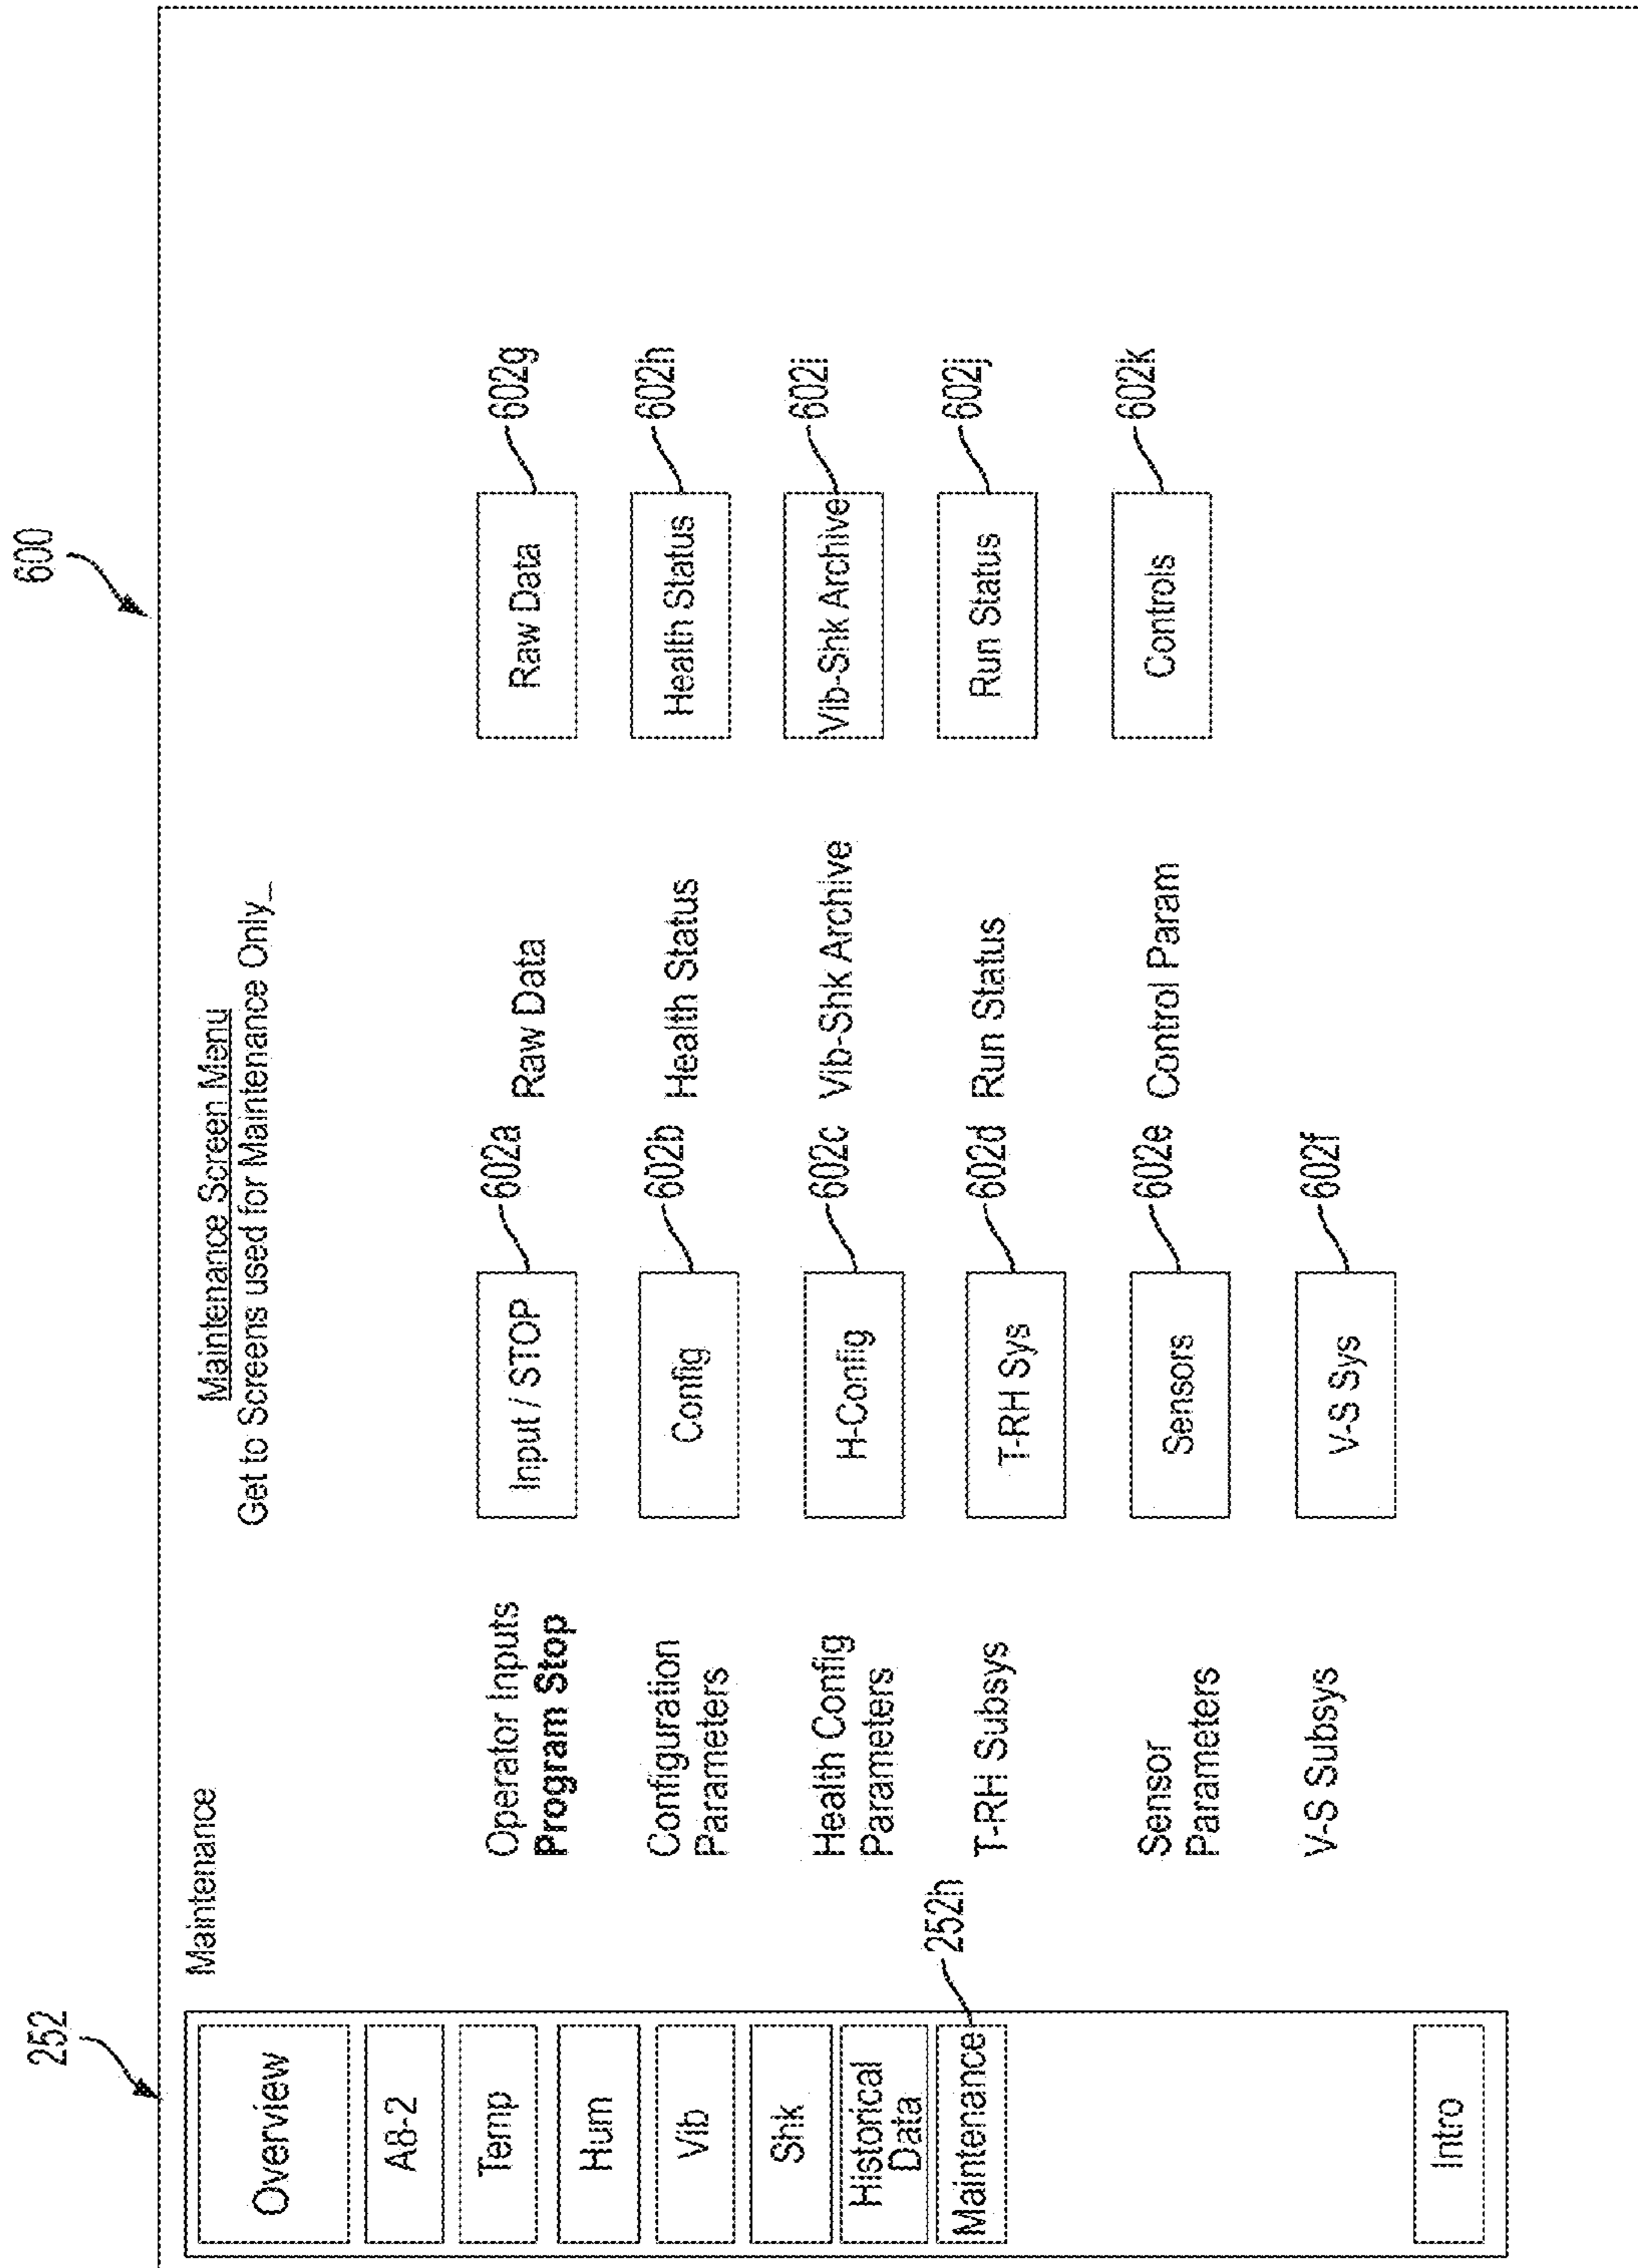 600
252
Maintenance
Maintenance Screen Menu
Get to Screens used for Maintenance Only_
Overview
A8-2
Temp
Hum
Vib
Shk
Historical
Data
Maintenance
252h
Intro
Operator Inputs
Program Stop
Input / STOP
602a
Raw Data
Raw Data
602g
Configuration
Parameters
Config
602b
Health Status
Health Status
602h
Health Config
Parameters
H-Config
602c
Vib-Shk Archive
Vib-Shk Archive
602i
T-RH Subsys
T-RH Sys
602d
Run Status
Run Status
602j
Sensor
Parameters
Sensors
602e
Control Param
Controls
602k
V-S Subsys
V-S Sys
602f